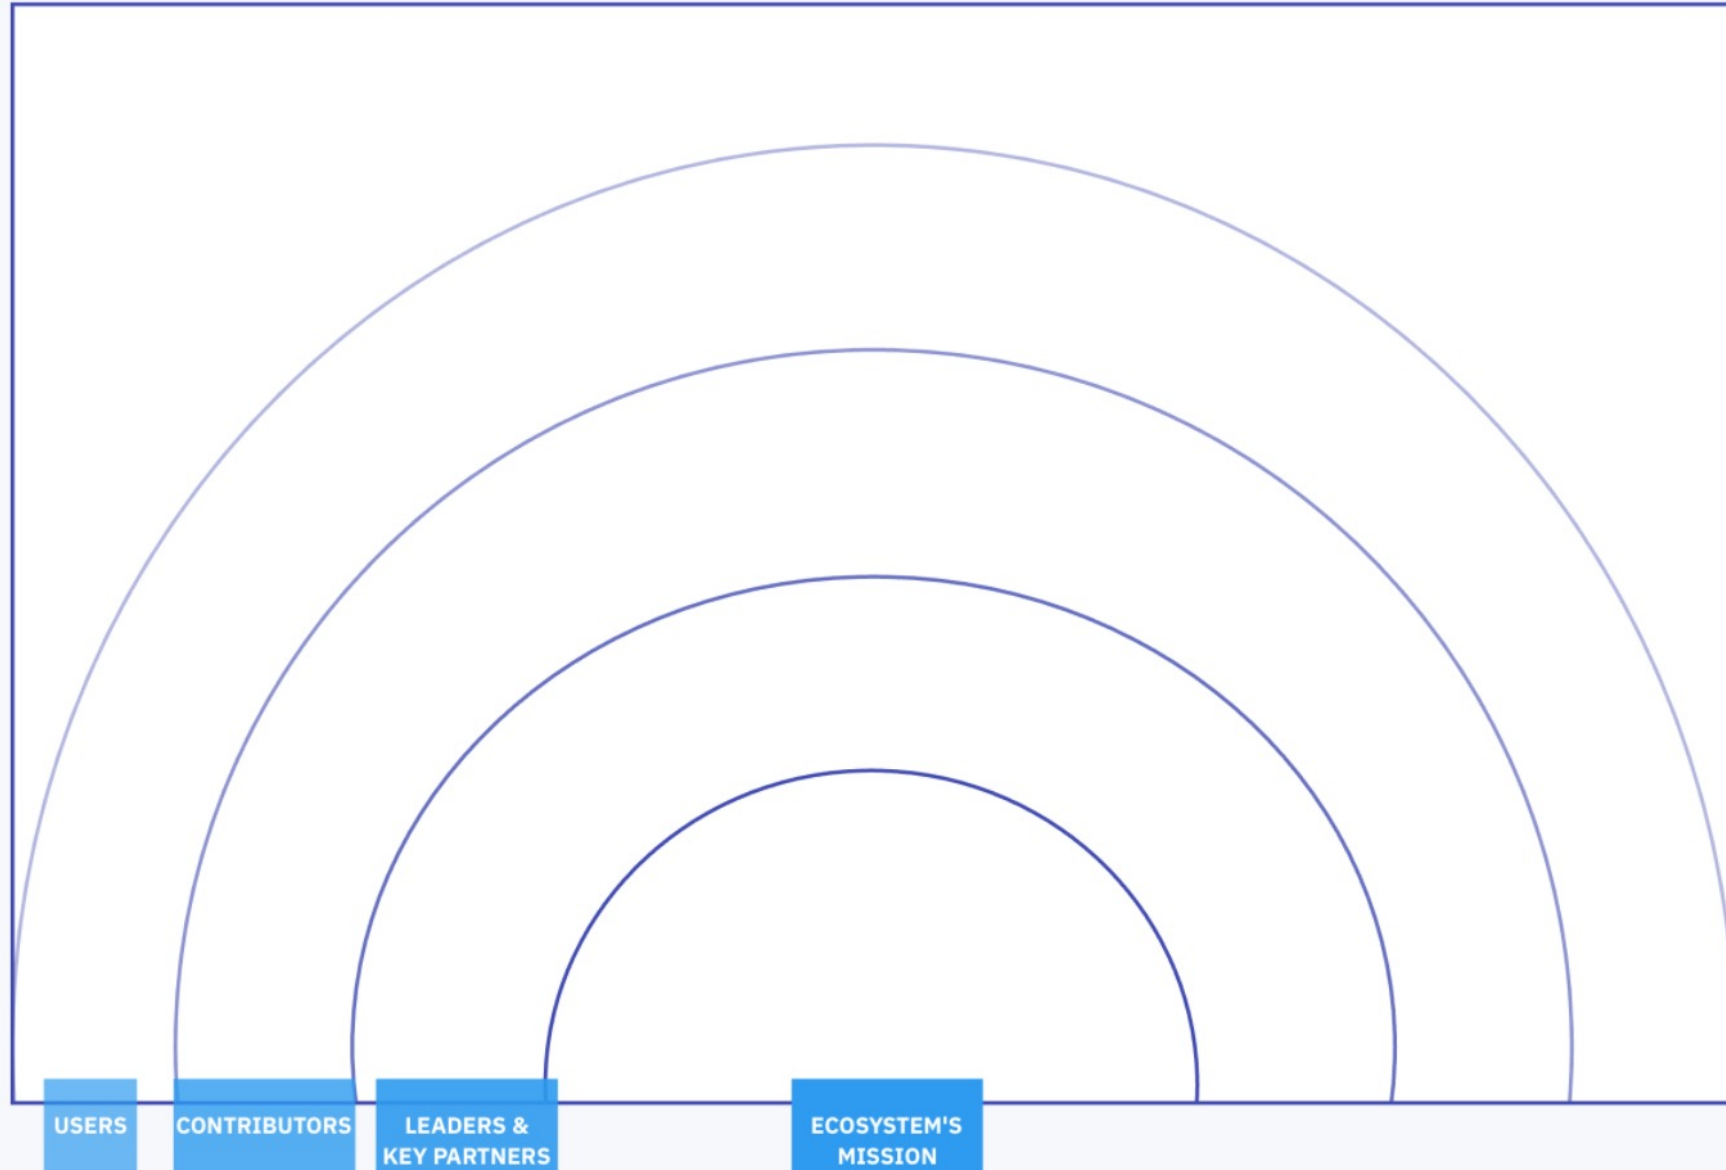 USERS
CONTRIBUTORS
LEADERS &
KEY PARTNERS
ECOSYSTEM'S
MISSION